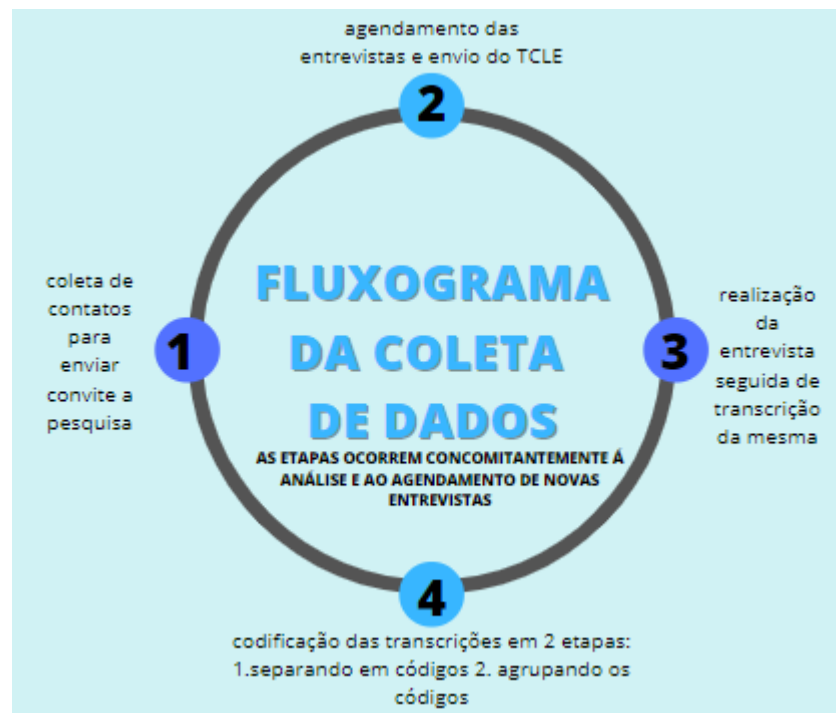 agendamento das
entrevistas e envio do TCLE
2
coleta de
contatos
para
enviar
convite a
pesquisa
1
FLUXOGRAMA
DA COLETA
DE DADOS
AS ETAPAS OCORREM CONCOMITANTEMENTE Á
ANÁLISE E AO AGENDAMENTO DE NOVAS
ENTREVISTAS
3
realização
da
entrevista
seguida de
transcrição
da mesma
4
codificação das transcrições em 2 etapas:
1.separando em códigos 2. agrupando os
códigos